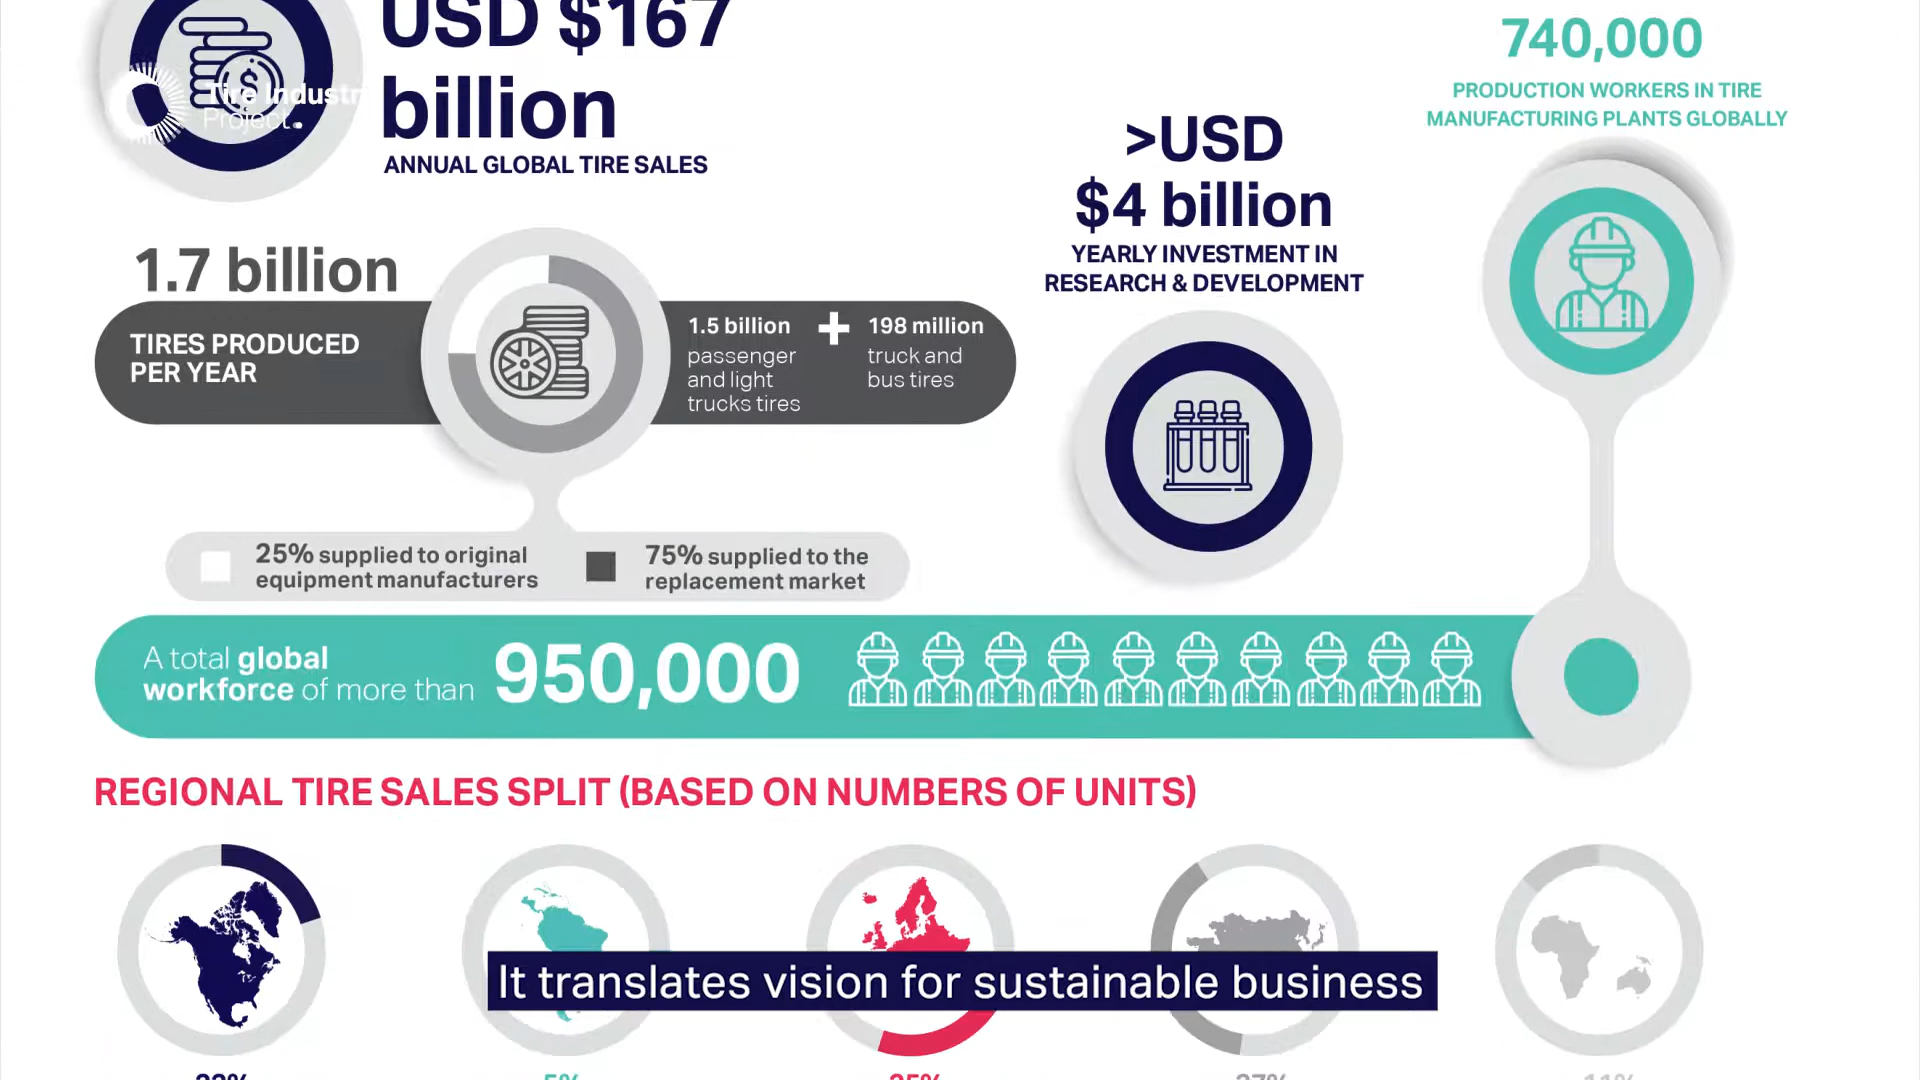 USD $167
billion
ANNUAL GLOBAL TIRE SALES
Tire Industr
Project
740,000
PRODUCTION WORKERS IN TIRE
MANUFACTURING PLANTS GLOBALLY
>USD
$4 billion
YEARLY INVESTMENT IN
RESEARCH & DEVELOPMENT
1.7 billion
TIRES PRODUCED
PER YEAR
1.5 billion
passenger
and light
trucks tires
+
198 million
truck and
bus tires
25% supplied to original
equipment manufacturers
75% supplied to the
replacement market
A total global
workforce of more than
950,000
REGIONAL TIRE SALES SPLIT (BASED ON NUMBERS OF UNITS)
It translates vision for sustainable business